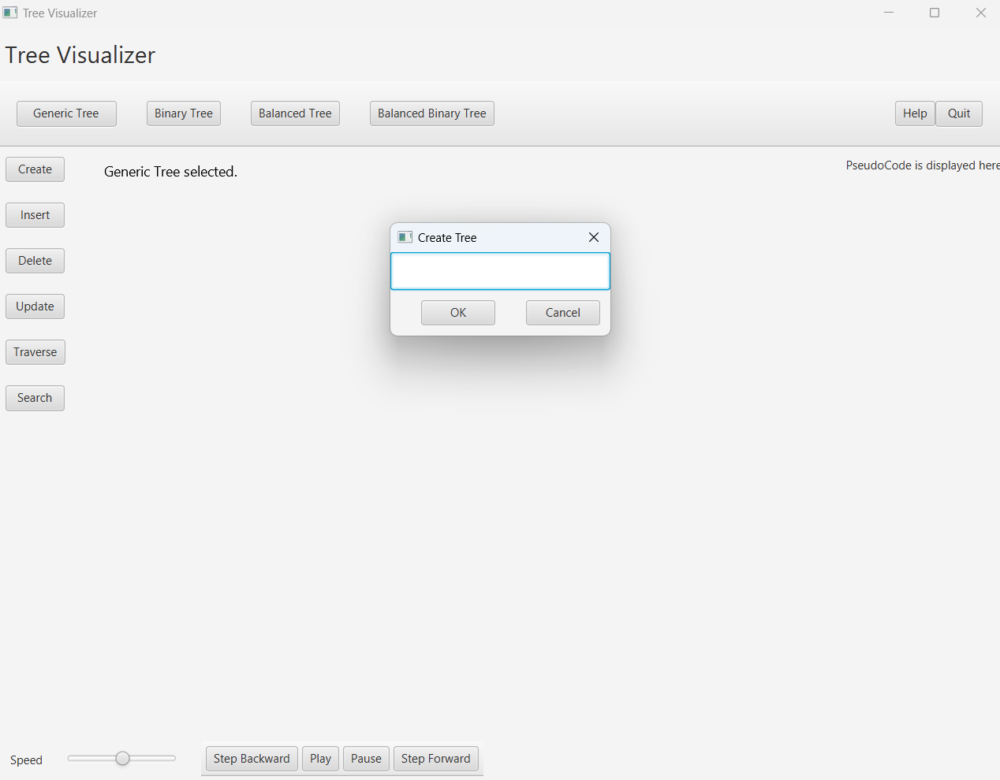 Tree Visualizer
Tree Visualizer
Generic Tree Binary Tree Balanced Tree Balanced Binary Tree Help Quit
Create
Generic Tree selected.
PseudoCode is displayed here
Insert
Create Tree
Delete
Update
OK Cancel
Traverse
Search
Speed Step Backward Play Pause Step Forward